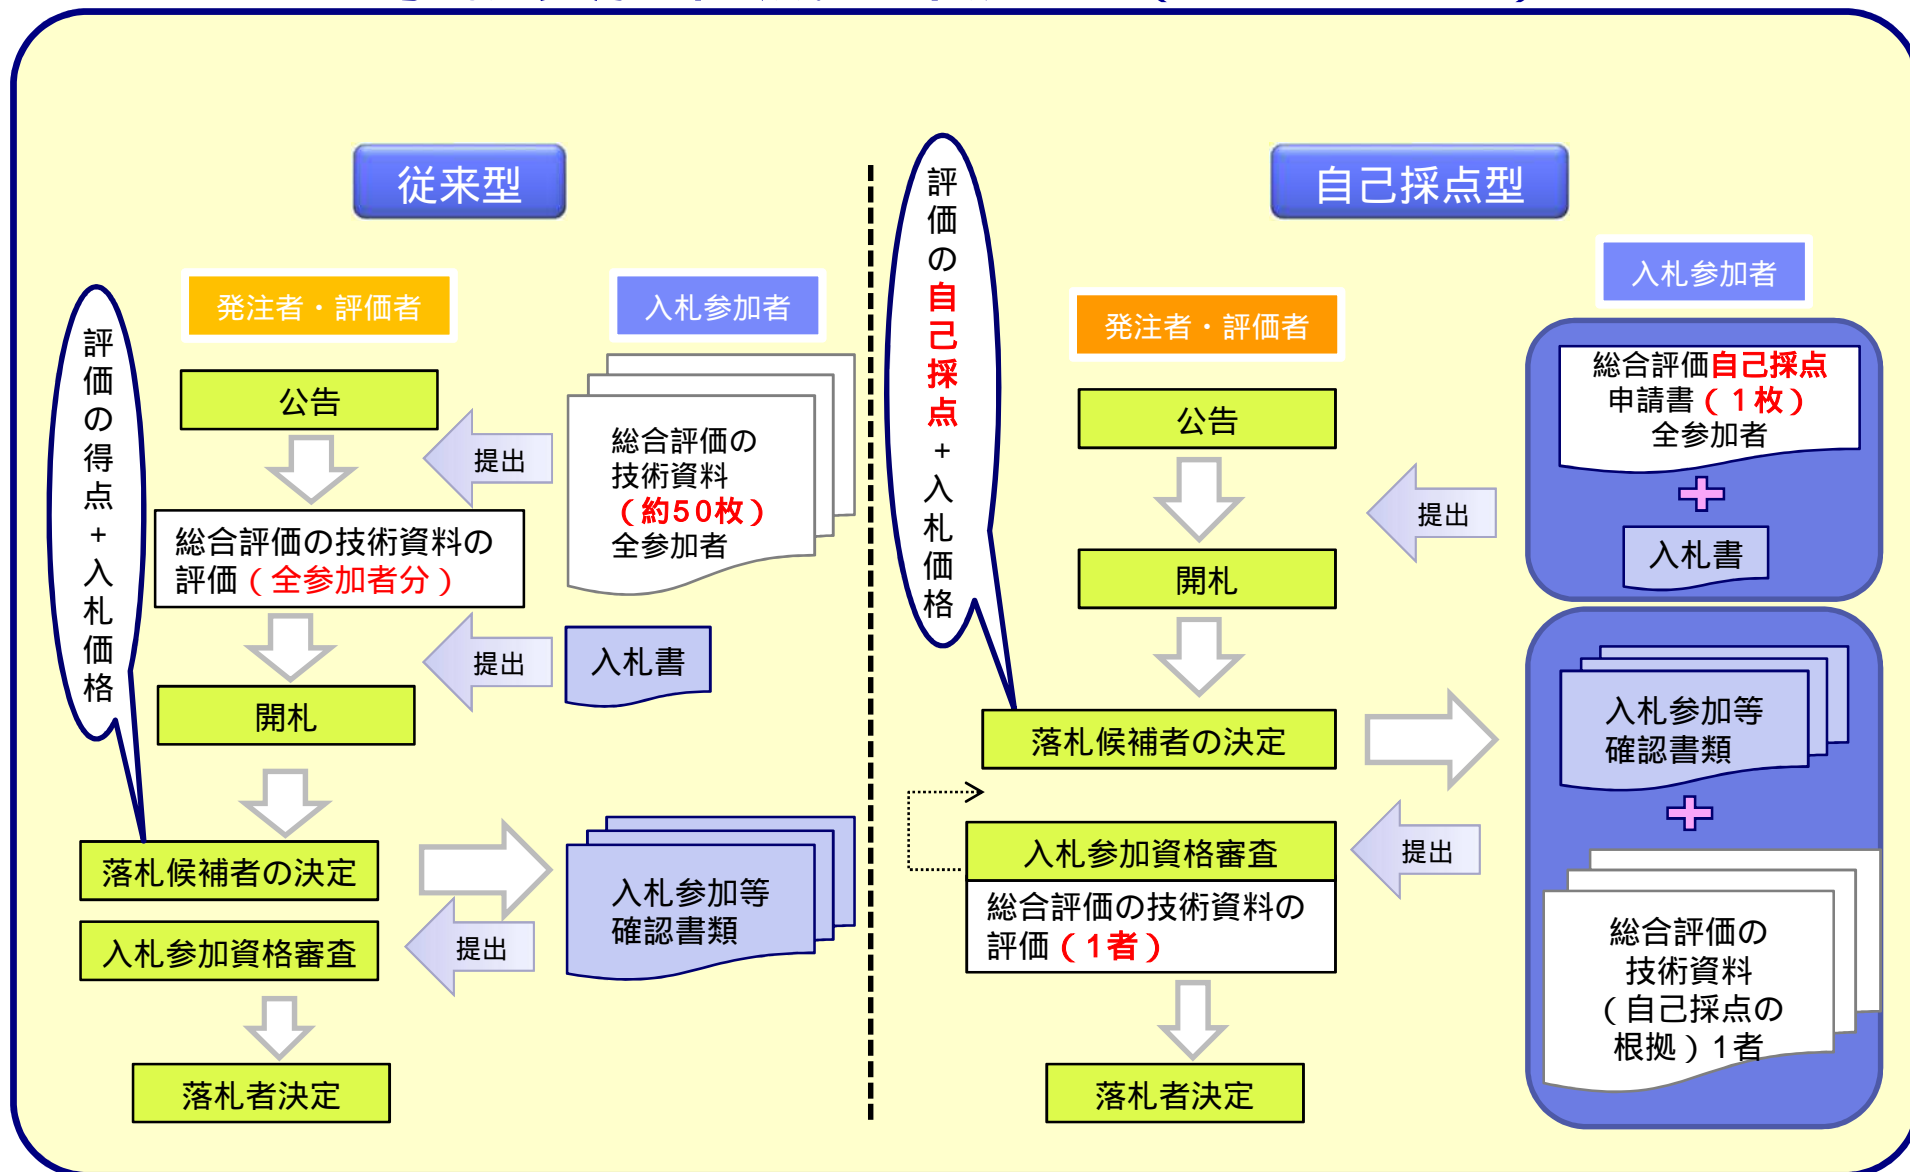 従来型
発注者・評価者
入札参加者
評価の得点+入札価格
公告
提出
総合評価の
技術資料
(約50枚)
全参加者
総合評価の技術資料の
評価(全参加者分)
提出
入札書
開札
落札候補者の決定
入札参加等
確認書類
入札参加資格審査
提出
落札者決定
自己採点型
評価の自己採点+入札価格
発注者・評価者
入札参加者
総合評価自己採点
申請書(1枚)
全参加者
公告
提出
入札書
開札
落札候補者の決定
入札参加等
確認書類
入札参加資格審査
提出
総合評価の技術資料の
評価(1者)
総合評価の
技術資料
(自己採点の
根拠)1者
落札者決定